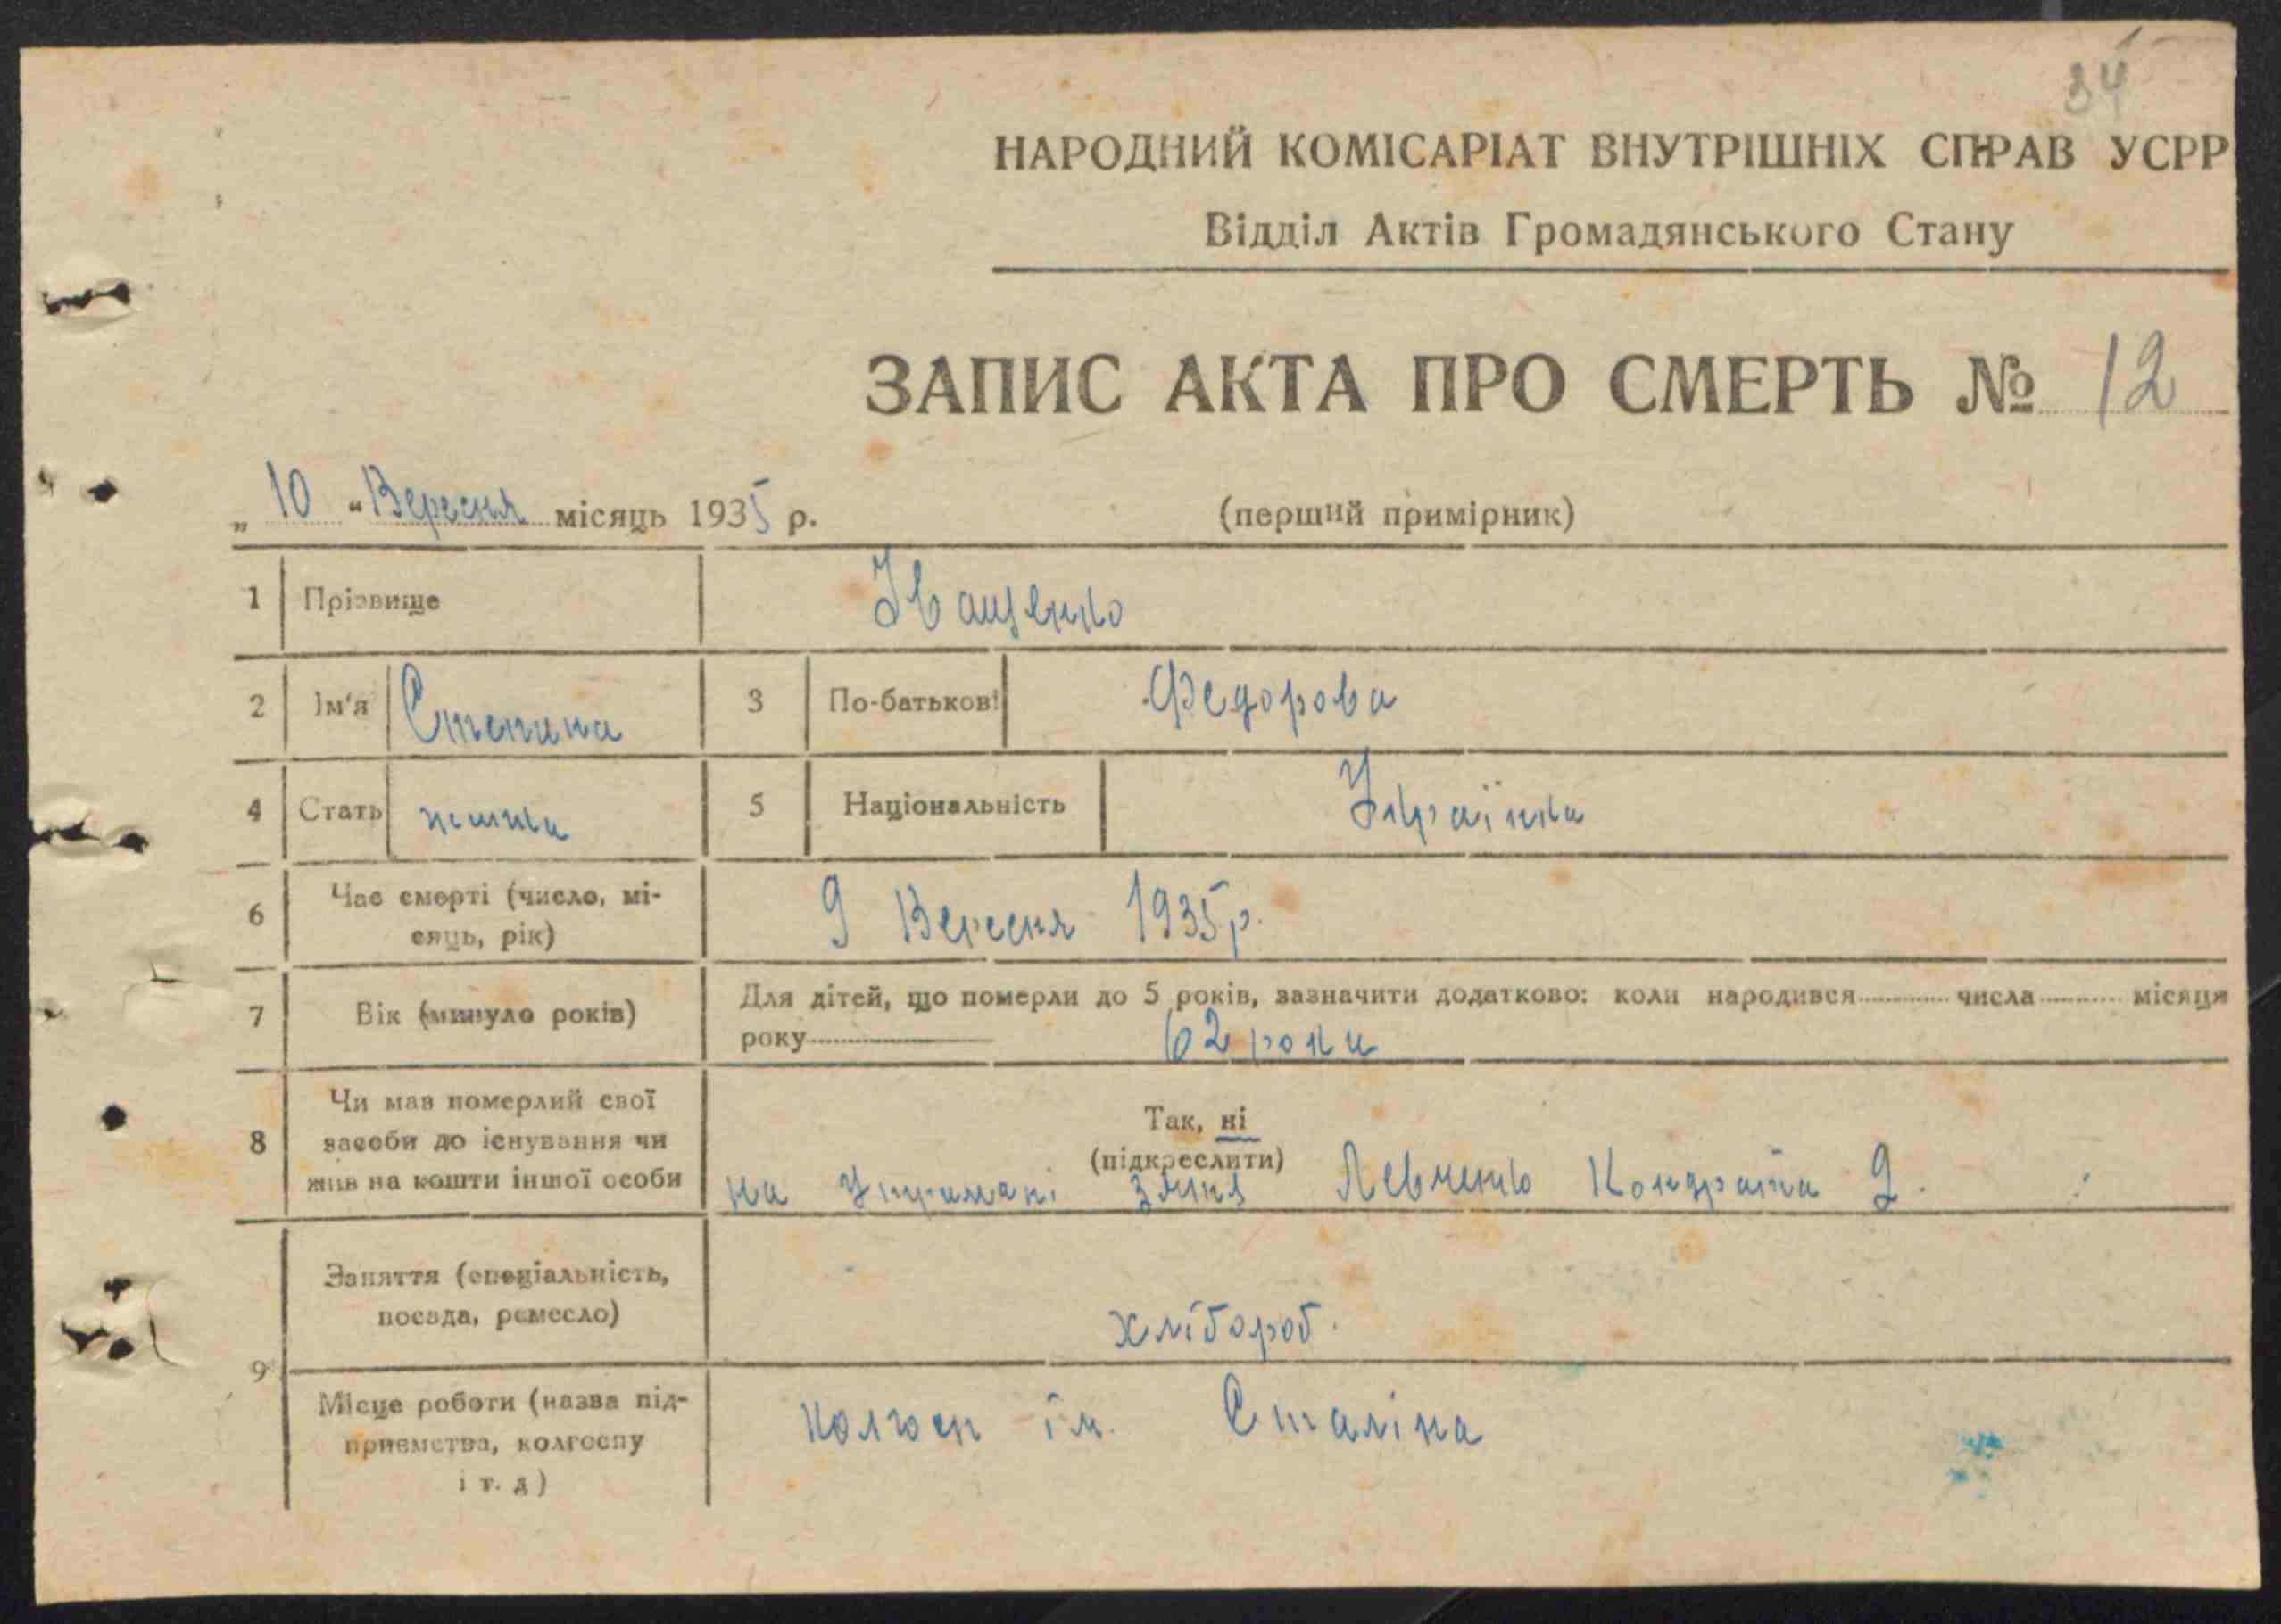 34
НАРОДНИЙ КОМІСАРІАТ ВНУТРІШНІХ СПРАВ УСРР
Відділ Актів Громадянського Стану
ЗАПИС АКТА ПРО СМЕРТЬ № 12
„ 10 “ Вересня місяць 1935 р. (перший примірник)
1 Прізвище Іващенко
2 Ім'я 3 По-батькові Федорова
4 Стать 5 Національність Українка
6 Час смерті (число, мі-
сяць, рік) 9 Вересня 1935 р.
7 Вік (минуло років) Для дітей, що померли до 5 років, зазначити додатково: коли народився числа місяця
року 62 роки
8 Чи мав померлий свої
засоби до існування чи
жив на кошти іншої особи
Так, ні
(підкреслити)
на Утримані зятя Левченко Кондрата
9 Заняття (спеціальність,
посада, ремесло) хлібороб.
Місце роботи (назва під-
приємства, колгоспу
і т. д) Колгосп ім. Сталіна